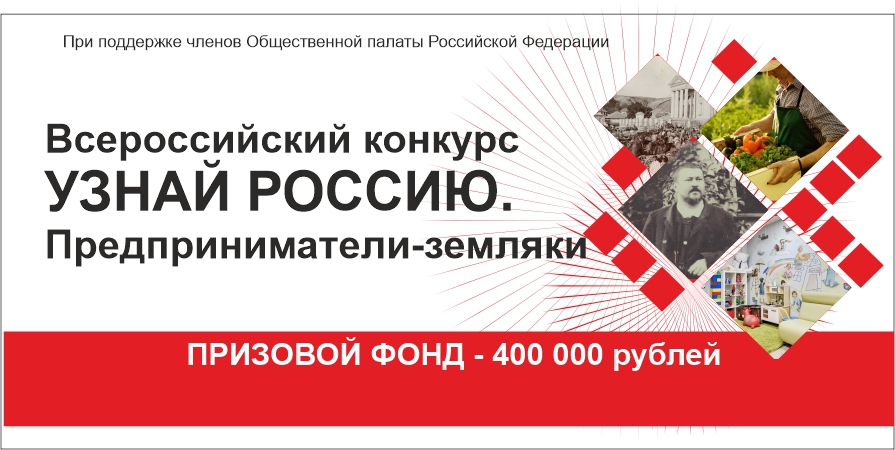 При поддержке членов Общественной палаты Российской Федерации
Всероссийский конкурс
УЗНАЙ РОССИЮ.
Предприниматели-земляки
ПРИЗОВОЙ ФОНД - 400 000 рублей